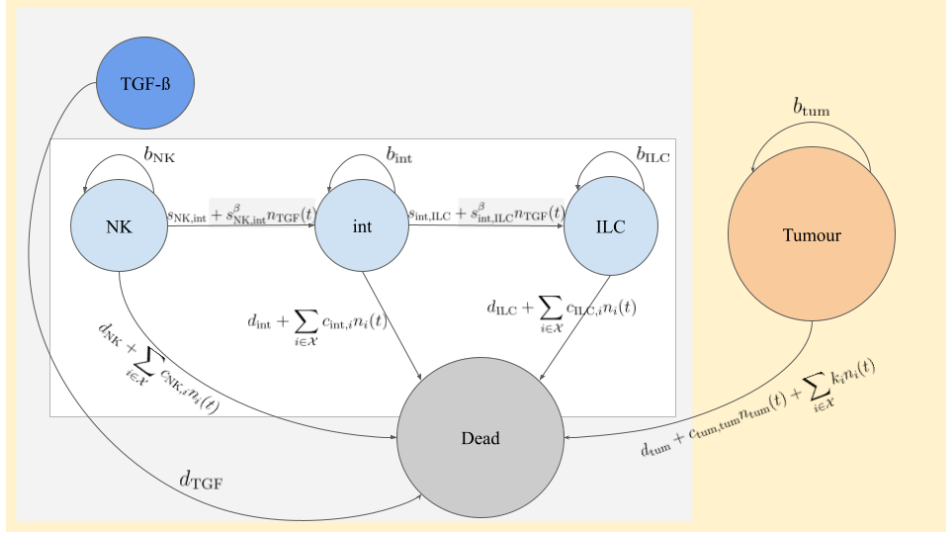 TGF-ß
b_NK
b_int
b_ILC
b_tum
NK
s_NK,int + s^β_NK,int n_TGF(t)
int
s_int,ILC + s^β_int,ILC n_TGF(t)
ILC
Tumour
d_NK + ∑_{i∈𝒳} c_NK,i n_i(t)
d_int + ∑_{i∈𝒳} c_int,i n_i(t)
d_ILC + ∑_{i∈𝒳} c_ILC,i n_i(t)
d_tum + c_tum,tum n_tum(t) + ∑_{i∈𝒳} k_i n_i(t)
Dead
d_TGF